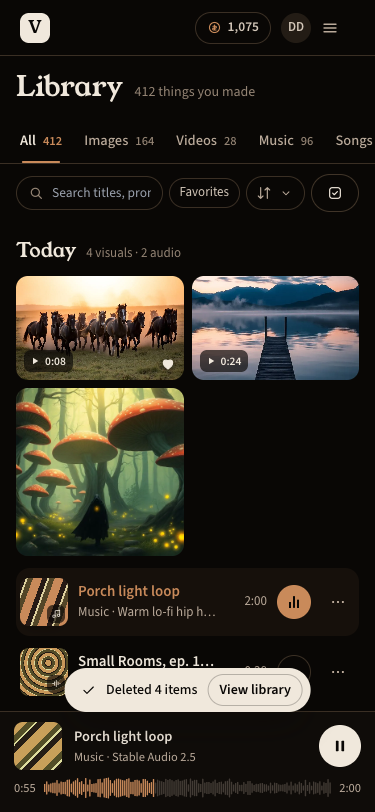 V
1,075
DD
Library 412 things you made
All 412 Images 164 Videos 28 Music 96 Songs
Search titles, pror
Favorites
Today 4 visuals · 2 audio
0:08
0:24
Porch light loop
Music · Warm lo-fi hip h…
2:00
Small Rooms, ep. 1…
Deleted 4 items
View library
Porch light loop
Music · Stable Audio 2.5
0:55
2:00